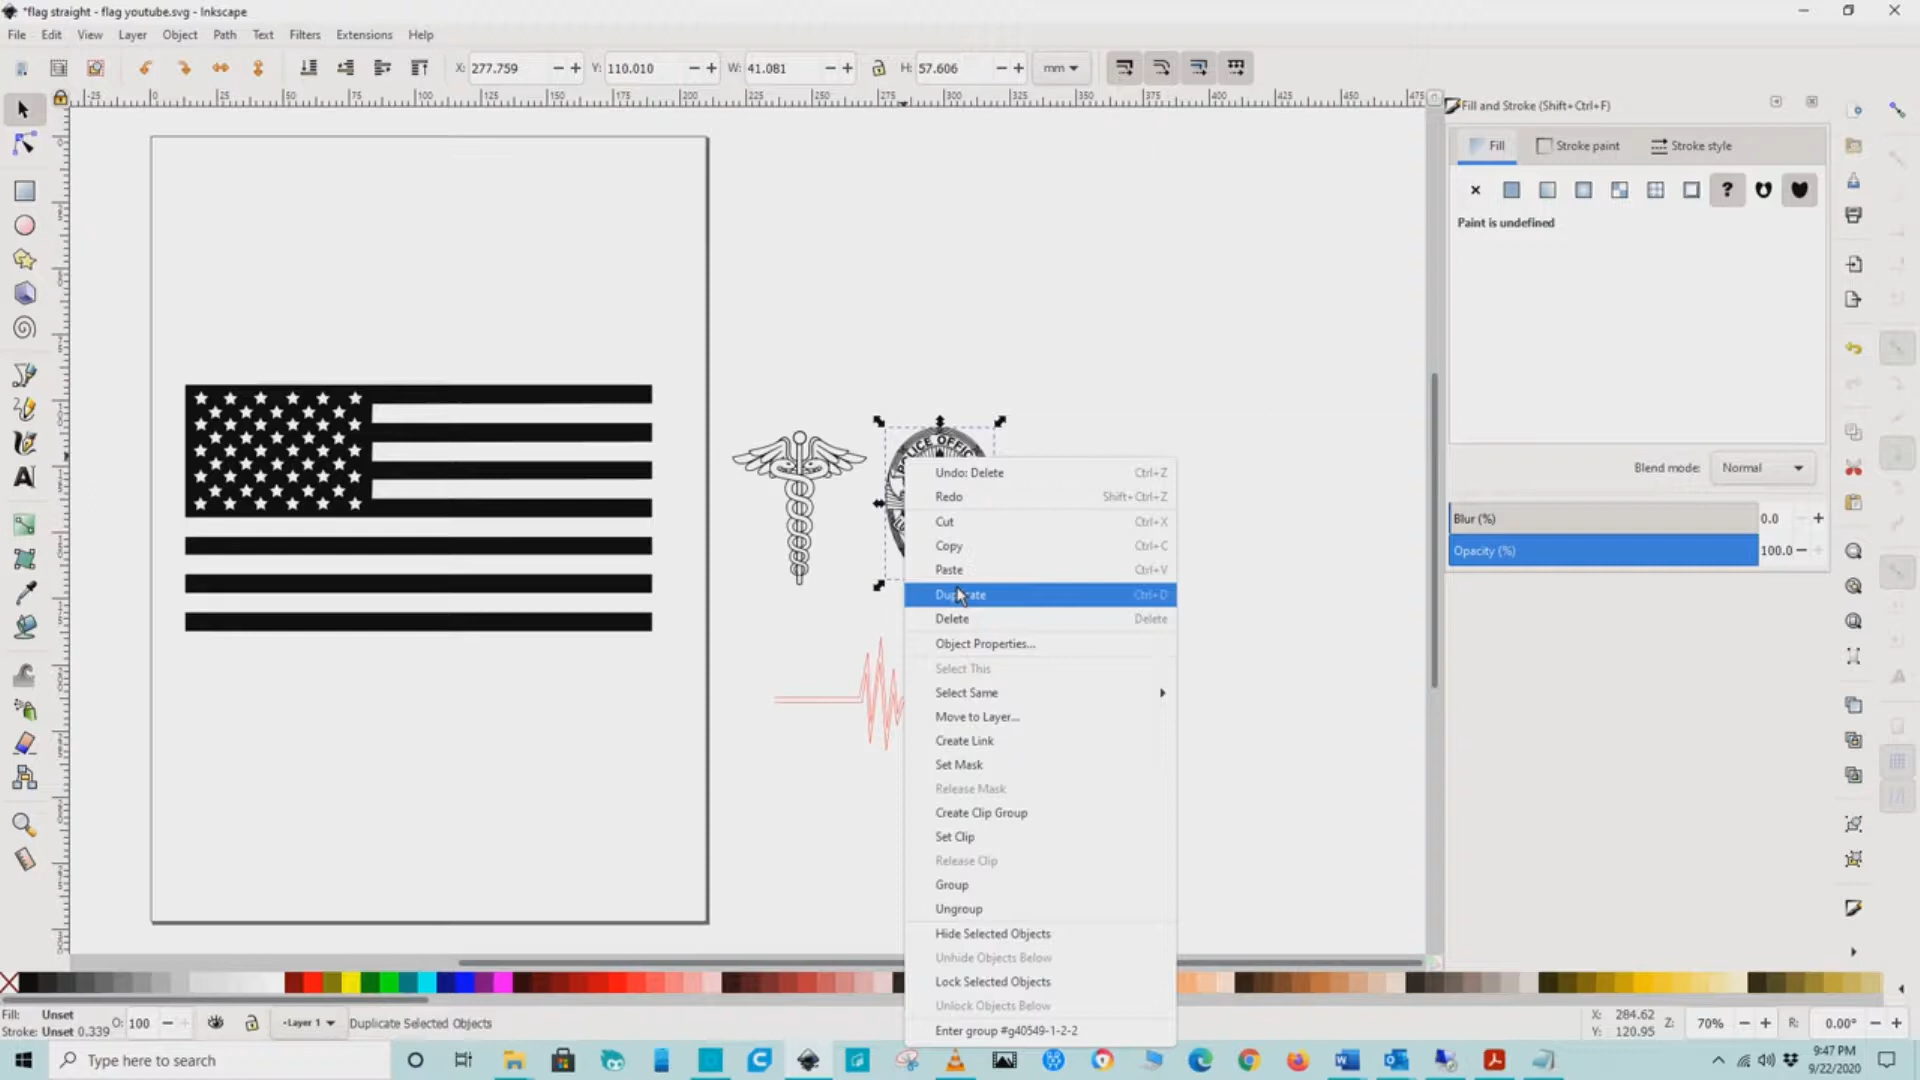 *flag straight - flag youtube.svg - Inkscape
File Edit View Layer Object Path Text Filters Extensions Help
X: 277.759 Y: 110.010 W: 41.081 H: 57.606 mm
Fill and Stroke (Shift+Ctrl+F)
Fill Stroke paint Stroke style
Paint is undefined
POLICE OFFIC
Undo: Delete Ctrl+Z
Redo Shift+Ctrl+Z
Cut Ctrl+X
Copy Ctrl+C
Paste Ctrl+V
Duplicate Ctrl+D
Delete Delete
Object Properties...
Select This
Select Same
Move to Layer...
Create Link
Set Mask
Release Mask
Create Clip Group
Set Clip
Release Clip
Group
Ungroup
Hide Selected Objects
Unhide Objects Below
Lock Selected Objects
Unlock Objects Below
Enter group #g40549-1-2-2
Blend mode: Normal
Blur (%) 0.0
Opacity (%) 100.0
Fill: Unset
Stroke: Unset 0.339 O: 100 -Layer 1 Duplicate Selected Objects
X: 284.62
Y: 120.95
Z: 70% R: 0.00°
Type here to search
9:47 PM
9/22/2020